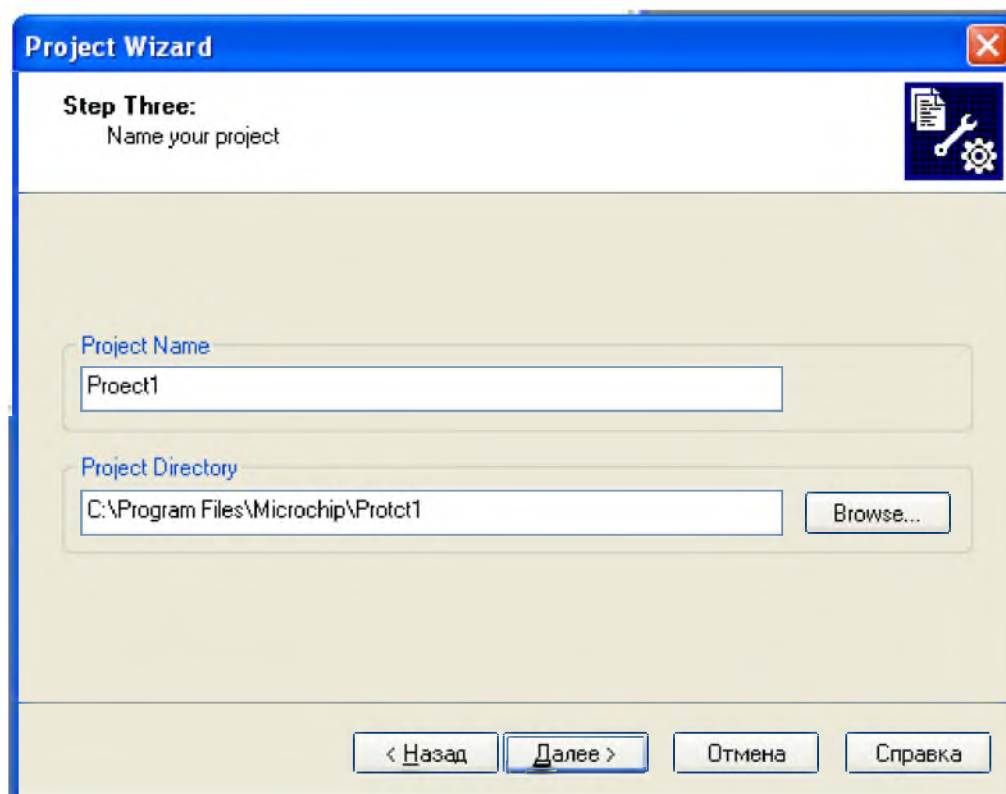 Project Wizard
Step Three:
Name your project
Project Name
Proect1
Project Directory
C:\Program Files\Microchip\Protct1
Browse...
< Назад Далее > Отмена Справка